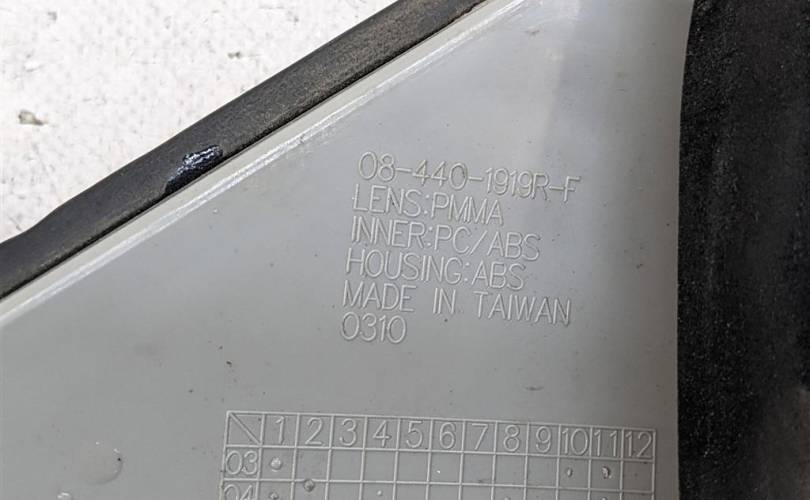 08-440-1919R-F
LENS:PMMA
INNER:PC/ABS
HOUSING:ABS
MADE IN TAIWAN
0310
1 2 3 4 5 6 7 8 9 10 11 12
03
04